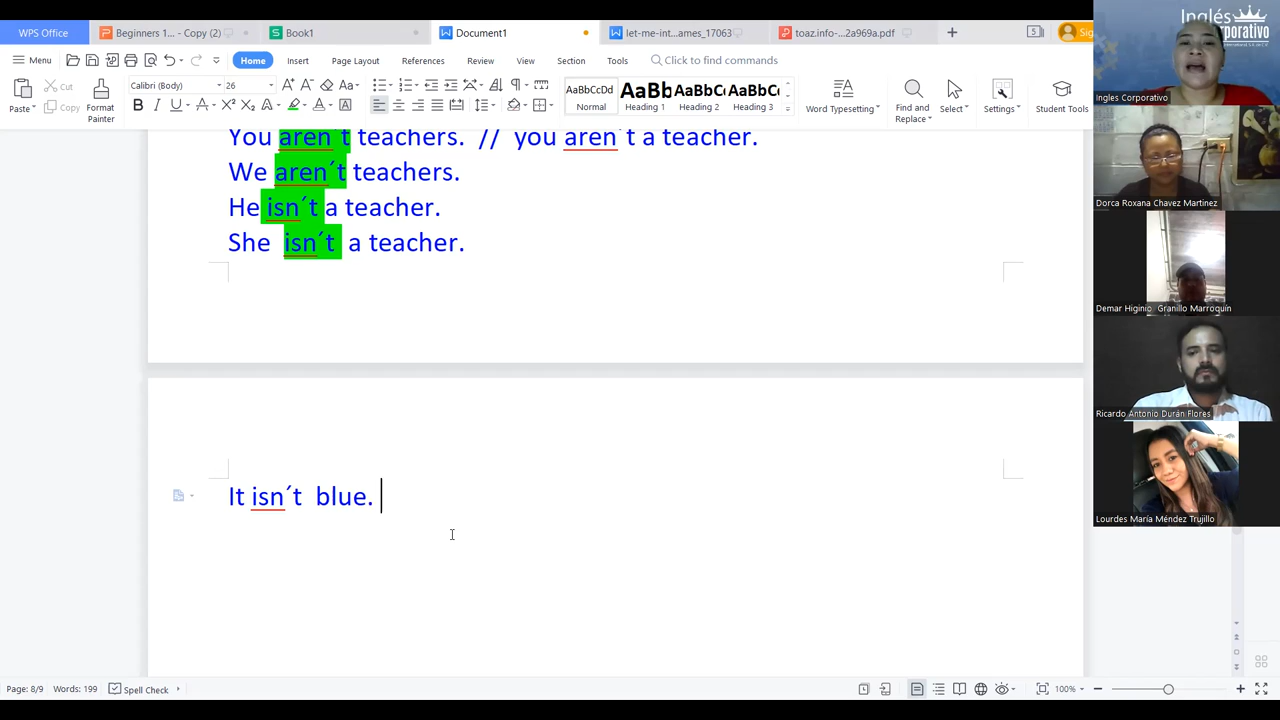 WPS Office
Beginners 1... - Copy (2)
Book1
Document1
let-me-int...ames_17063
toaz.info-...2a969a.pdf
5
Sig
Inglés
Corporativo
Menu
Home
Insert
Page Layout
References
Review
View
Section
Tools
Click to find commands
Paste
Cut
Copy
Format
Painter
Calibri (Body)
26
AaBbCcDd
Normal
AaBb
Heading 1
AaBbCc
Heading 2
AaBbCc
Heading 3
Word Typesetting
Find and
Replace
Select
Settings
Student Tools
You aren´t teachers. // you aren´t a teacher.
We aren´t teachers.
He isn´t a teacher.
She isn´t a teacher.
It isn´t blue.
Ingles Corporativo
Dorca Roxana Chavez Martinez
Demar Higinio Granillo Marroquín
Ricardo Antonio Durán Flores
Lourdes María Méndez Trujillo
Page: 8/9
Words: 199
Spell Check
100%